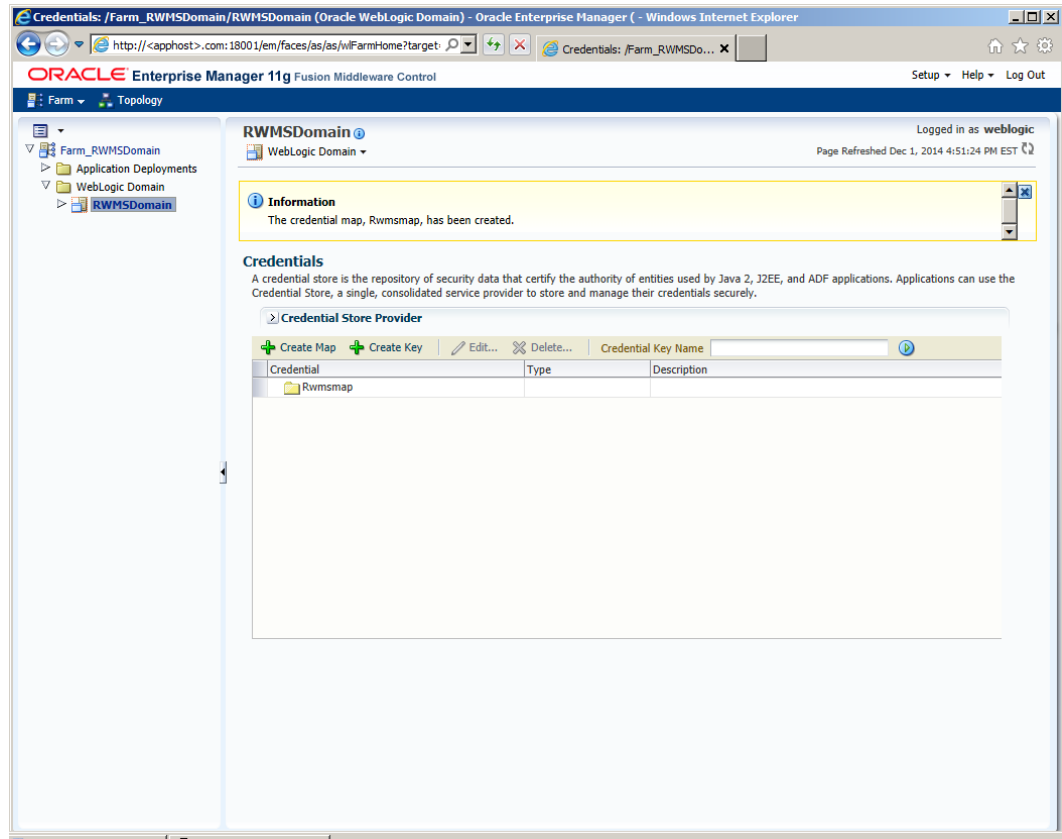 Credentials: /Farm_RWMSDomain/RWMSDomain (Oracle WebLogic Domain) - Oracle Enterprise Manager ( - Windows Internet Explorer
http://<apphost>.com:18001/em/faces/as/as/wlFarmHome?target
Credentials: /Farm_RWMSDo...
ORACLE Enterprise Manager 11g Fusion Middleware Control
Setup Help Log Out
Farm Topology
Farm_RWMSDomain
Application Deployments
WebLogic Domain
RWMSDomain
RWMSDomain
Logged in as weblogic
WebLogic Domain
Page Refreshed Dec 1, 2014 4:51:24 PM EST
Information
The credential map, Rwmsmap, has been created.
Credentials
A credential store is the repository of security data that certify the authority of entities used by Java 2, J2EE, and ADF applications. Applications can use the
Credential Store, a single, consolidated service provider to store and manage their credentials securely.
Credential Store Provider
Create Map Create Key Edit... Delete... Credential Key Name
Credential Type Description
Rwmsmap